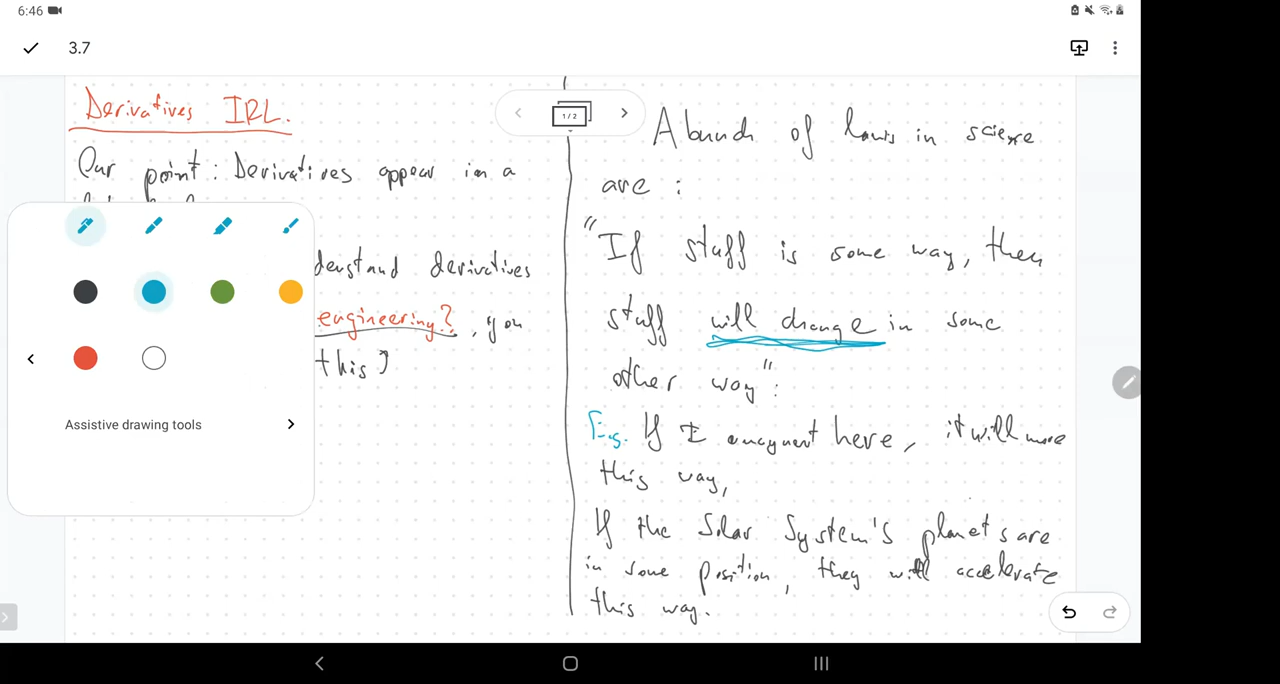 6:46
3.7
1/2
Derivatives IRL.
Our point: Derivatives appear in a
derstand derivatives
engineering?, you
this)
Assistive drawing tools
A bunch of laws in science
are:
"If stuff is some way, then
stuff will change in some
other way":
E.g. If I magnet here, it will move
this way,
If the Solar System's planets are
in some position, they will accelerate
this way.